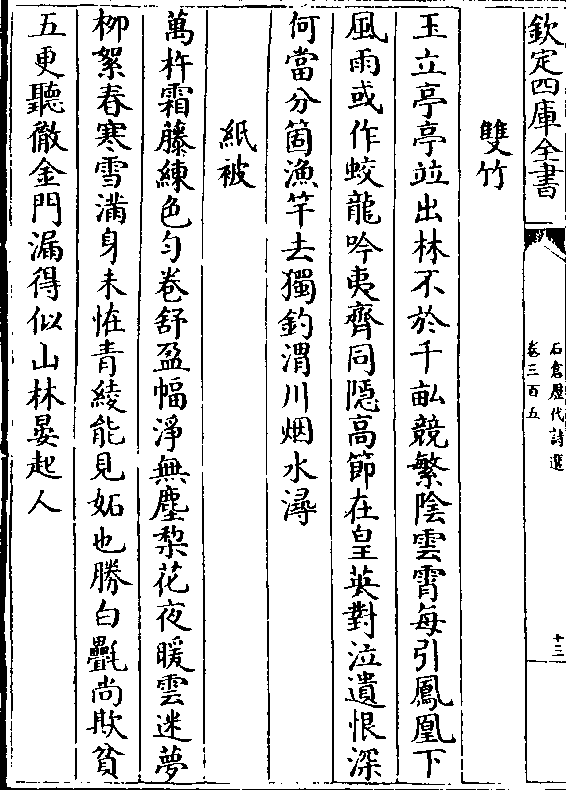 欽定四庫全書
石倉歴代詩選
卷三百五
十三
雙竹
玉立亭亭竝出林不於千畝競繁陰雲霄每引鳳凰下
風雨或作蛟龍吟夷齊同隱高節在皇英對泣遺恨深
何當分箇漁竿去獨釣渭川烟水潯
紙被
萬杵霜藤練色勻卷舒盈幅淨無塵梨花夜暖雲迷夢
柳絮春寒雪滿身未恠青綾能見妬也勝白㲲尚欺貧
五更聽徹金門漏得似山林晏起人